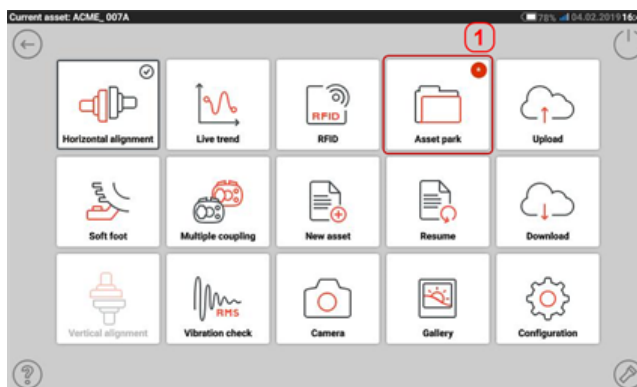 Current asset: ACME_ 007A
78% 04.02.2019 16:
1
Horizontal alignment
Live trend
RFID
RFID
Asset park
Upload
Soft foot
Multiple coupling
New asset
Resume
Download
Vertical alignment
RMS
Vibration check
Camera
Gallery
Configuration
?